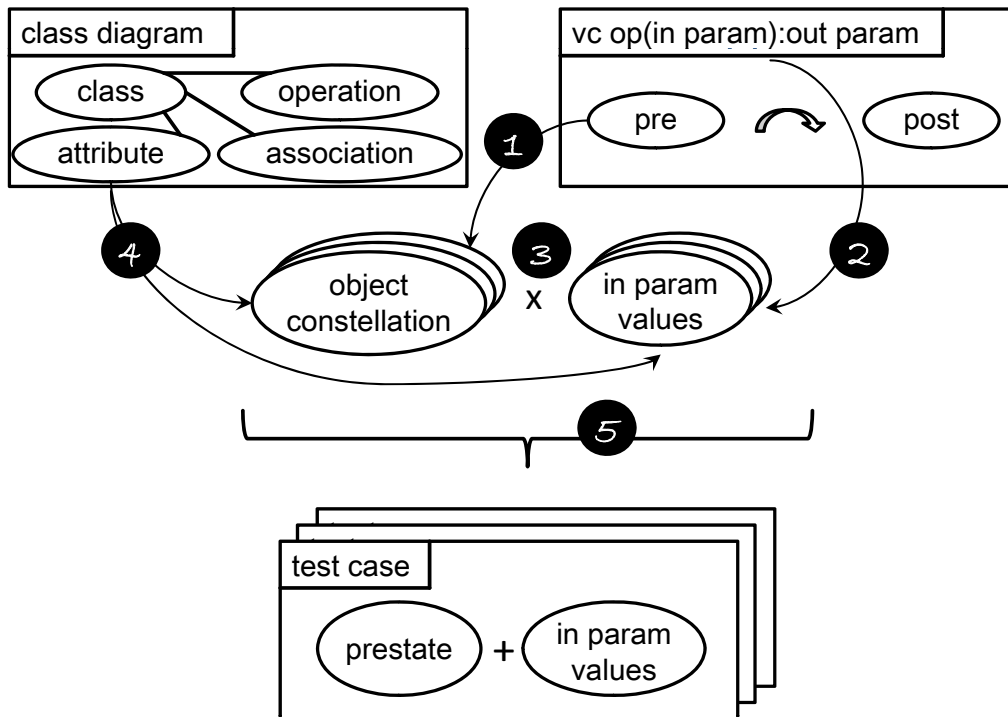 class diagram
class
operation
attribute
association
vc op(in param):out param
pre
post
1
2
3
4
object
constellation
x
in param
values
5
test case
prestate
+
in param
values